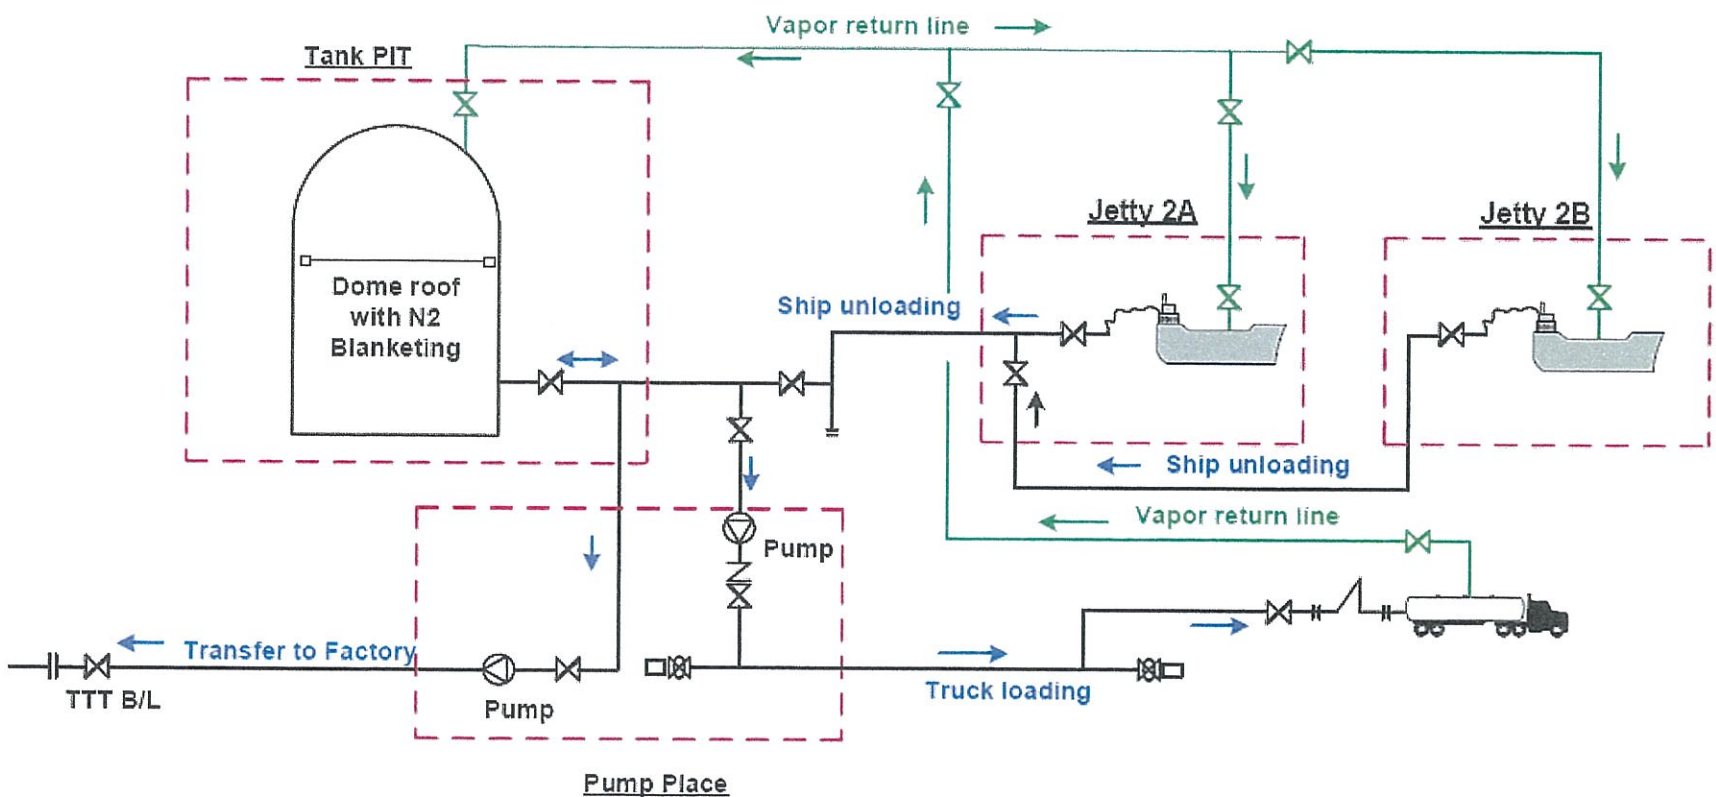 Vapor return line
Tank PIT
Jetty 2A
Jetty 2B
Dome roof
with N2
Blanketing
Ship unloading
Ship unloading
Vapor return line
Pump
Transfer to Factory
TTT B/L
Pump
Truck loading
Pump Place